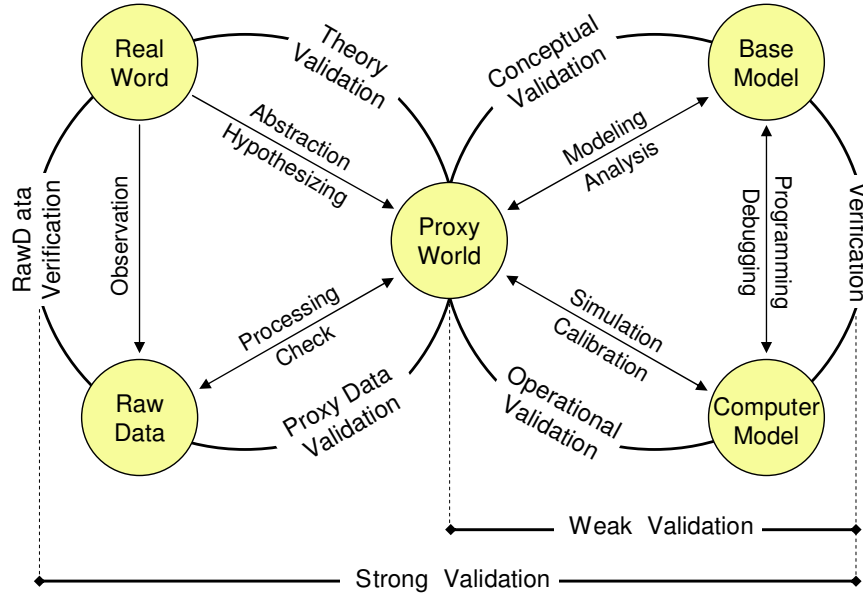 Real
Word
Theory
Validation
Conceptual
Validation
Base
Model
Abstraction
Hypothesizing
Modeling
Analysis
RawD ata
Verification
Observation
Proxy
World
Programming
Debugging
Verification
Processing
Check
Simulation
Calibration
Raw
Data
Proxy Data
Validation
Operational
Validation
Computer
Model
Weak Validation
Strong Validation